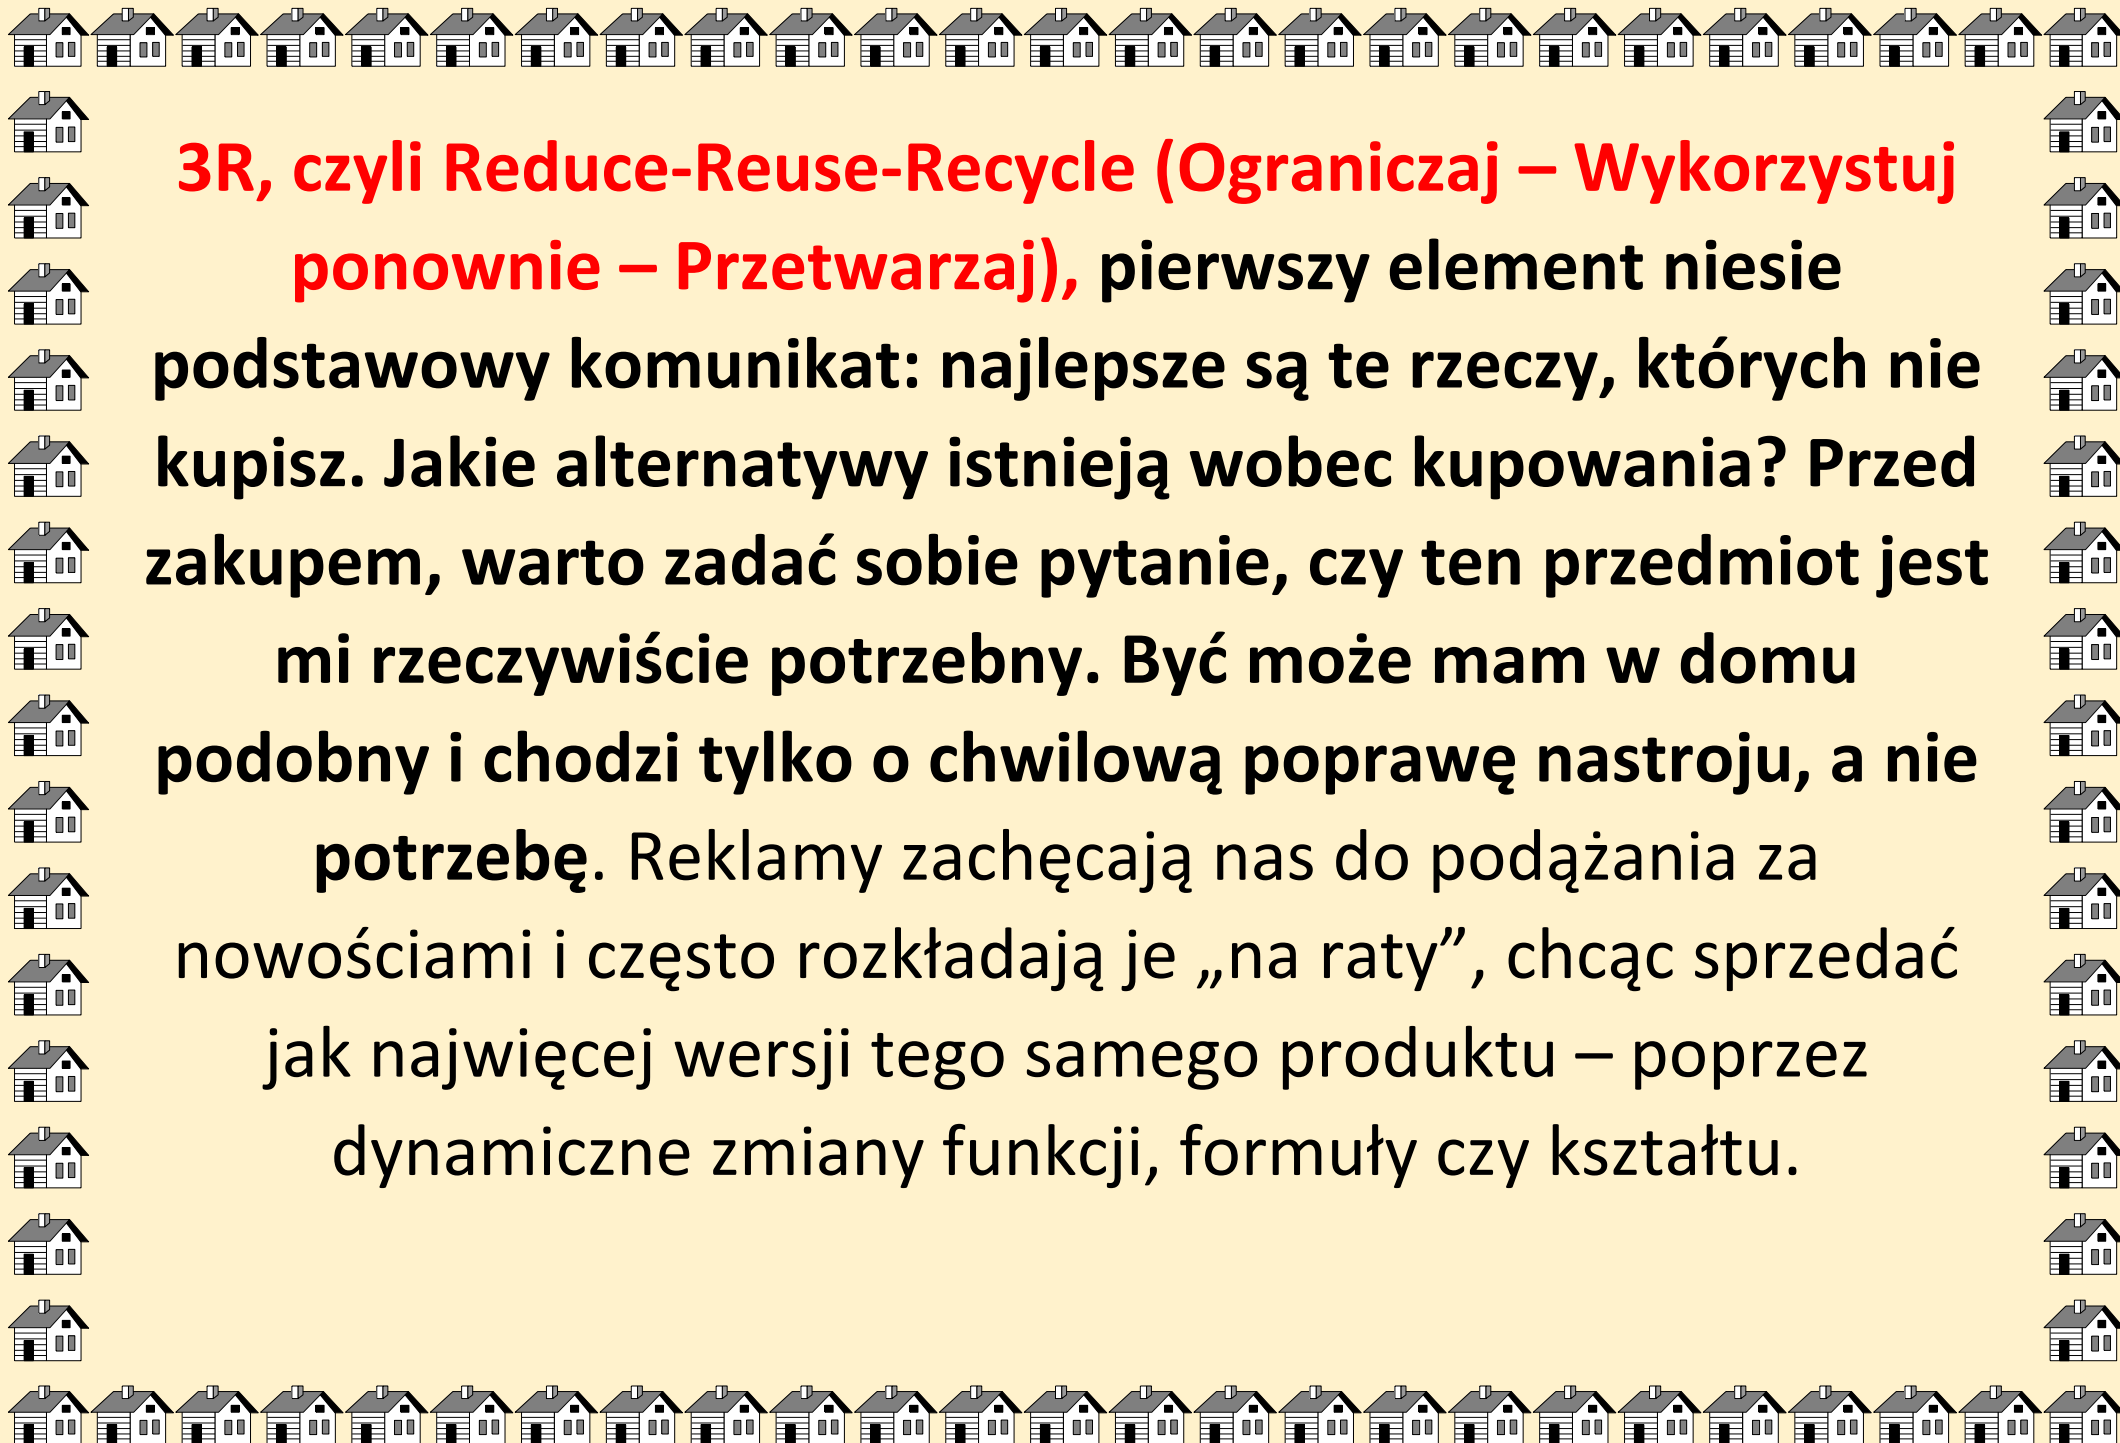 3R, czyli Reduce-Reuse-Recycle (Ograniczaj – Wykorzystuj
ponownie – Przetwarzaj), pierwszy element niesie
podstawowy komunikat: najlepsze są te rzeczy, których nie
kupisz. Jakie alternatywy istnieją wobec kupowania? Przed
zakupem, warto zadać sobie pytanie, czy ten przedmiot jest
mi rzeczywiście potrzebny. Być może mam w domu
podobny i chodzi tylko o chwilową poprawę nastroju, a nie
potrzebę. Reklamy zachęcają nas do podążania za
nowościami i często rozkładają je „na raty”, chcąc sprzedać
jak najwięcej wersji tego samego produktu – poprzez
dynamiczne zmiany funkcji, formuły czy kształtu.